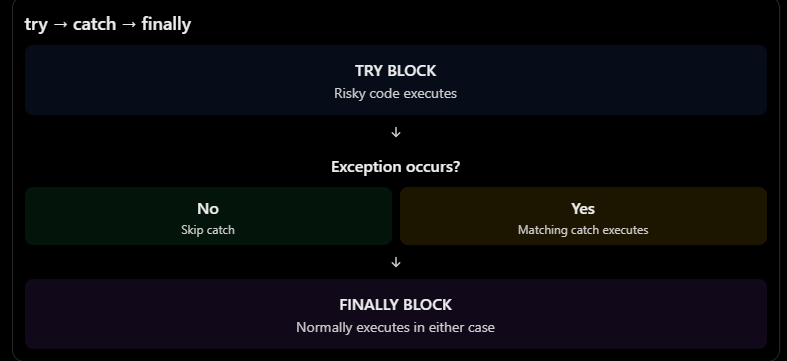 try → catch → finally
TRY BLOCK
Risky code executes
↓
Exception occurs?
No
Skip catch
Yes
Matching catch executes
↓
FINALLY BLOCK
Normally executes in either case